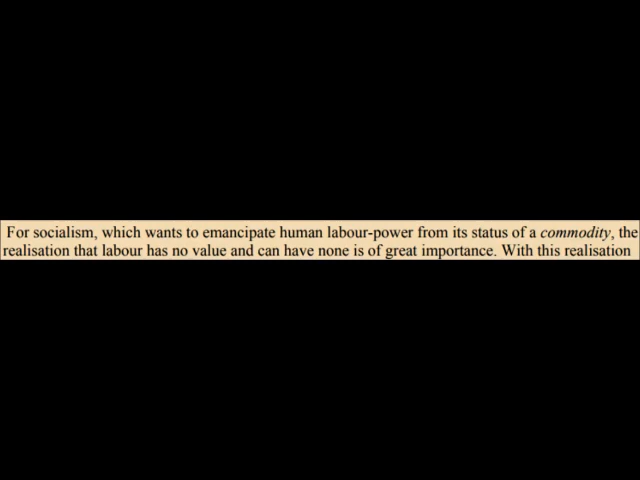 For socialism, which wants to emancipate human labour-power from its status of a commodity, the
realisation that labour has no value and can have none is of great importance. With this realisation